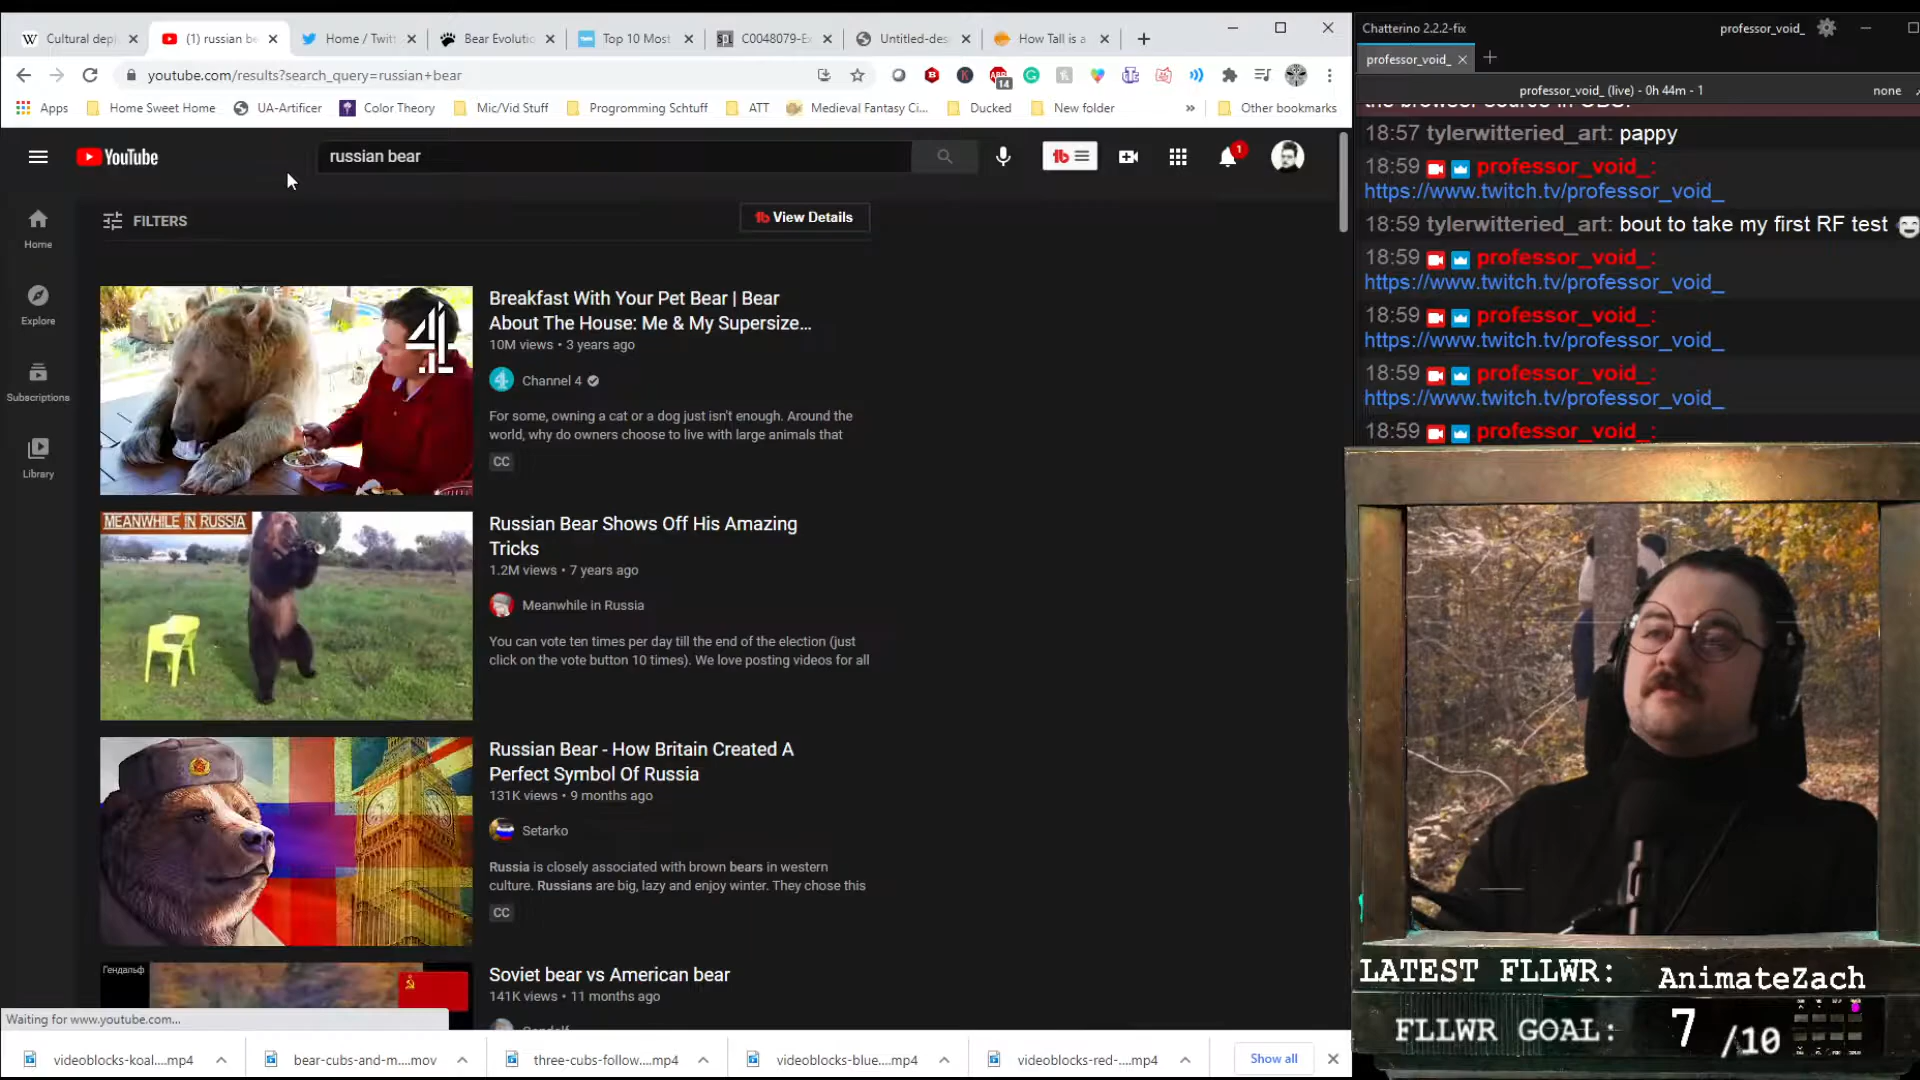 Cultural dep
(1) russian be
Home / Twitt
Bear Evolutio
Top 10 Most
C0048079-Ex
Untitled-des
How Tall is a
youtube.com/results?search_query=russian+bear
14
Apps
Home Sweet Home
UA-Artificer
Color Theory
Mic/Vid Stuff
Programming Schtuff
ATT
Medieval Fantasy Ci...
Ducked
New folder
»
Other bookmarks
YouTube
russian bear
1
Home
Explore
Subscriptions
Library
FILTERS
View Details
4
Breakfast With Your Pet Bear | Bear
About The House: Me & My Supersize...
10M views • 3 years ago
Channel 4
For some, owning a cat or a dog just isn't enough. Around the
world, why do owners choose to live with large animals that
CC
MEANWHILE IN RUSSIA
Russian Bear Shows Off His Amazing
Tricks
1.2M views • 7 years ago
Meanwhile in Russia
You can vote ten times per day till the end of the election (just
click on the vote button 10 times). We love posting videos for all
Russian Bear - How Britain Created A
Perfect Symbol Of Russia
131K views • 9 months ago
Setarko
Russia is closely associated with brown bears in western
culture. Russians are big, lazy and enjoy winter. They chose this
CC
Гендальф
Soviet bear vs American bear
141K views • 11 months ago
Waiting for www.youtube.com...
videoblocks-koal....mp4
bear-cubs-and-m....mov
three-cubs-follow....mp4
videoblocks-blue....mp4
videoblocks-red-....mp4
Show all
Chatterino 2.2.2-fix
professor_void_
professor_void_
professor_void_ (live) - 0h 44m - 1
none
the browser source in OBS.
18:57 tylerwitteried_art: pappy
18:59 professor_void_:
https://www.twitch.tv/professor_void_
18:59 tylerwitteried_art: bout to take my first RF test
18:59 professor_void_:
https://www.twitch.tv/professor_void_
18:59 professor_void_:
https://www.twitch.tv/professor_void_
18:59 professor_void_:
https://www.twitch.tv/professor_void_
18:59 professor_void_:
LATEST FLLWR: AnimateZach
FLLWR GOAL: 7 /10